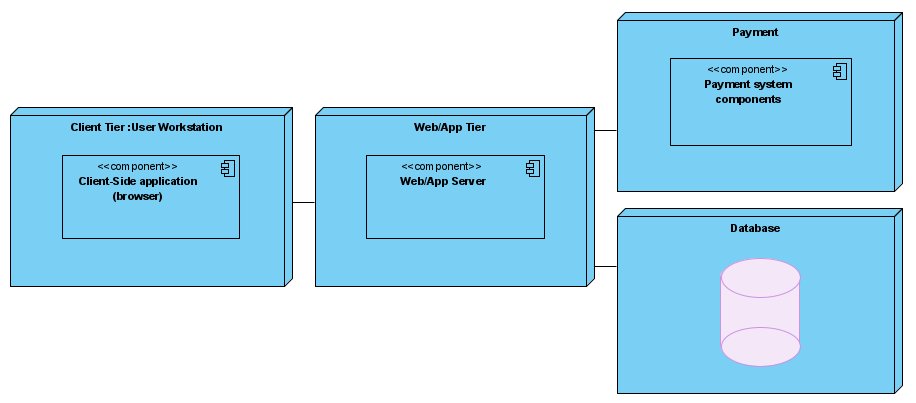 Client Tier :User Workstation
<<component>>
Client-Side application
(browser)
Web/App Tier
<<component>>
Web/App Server
Payment
<<component>>
Payment system
components
Database